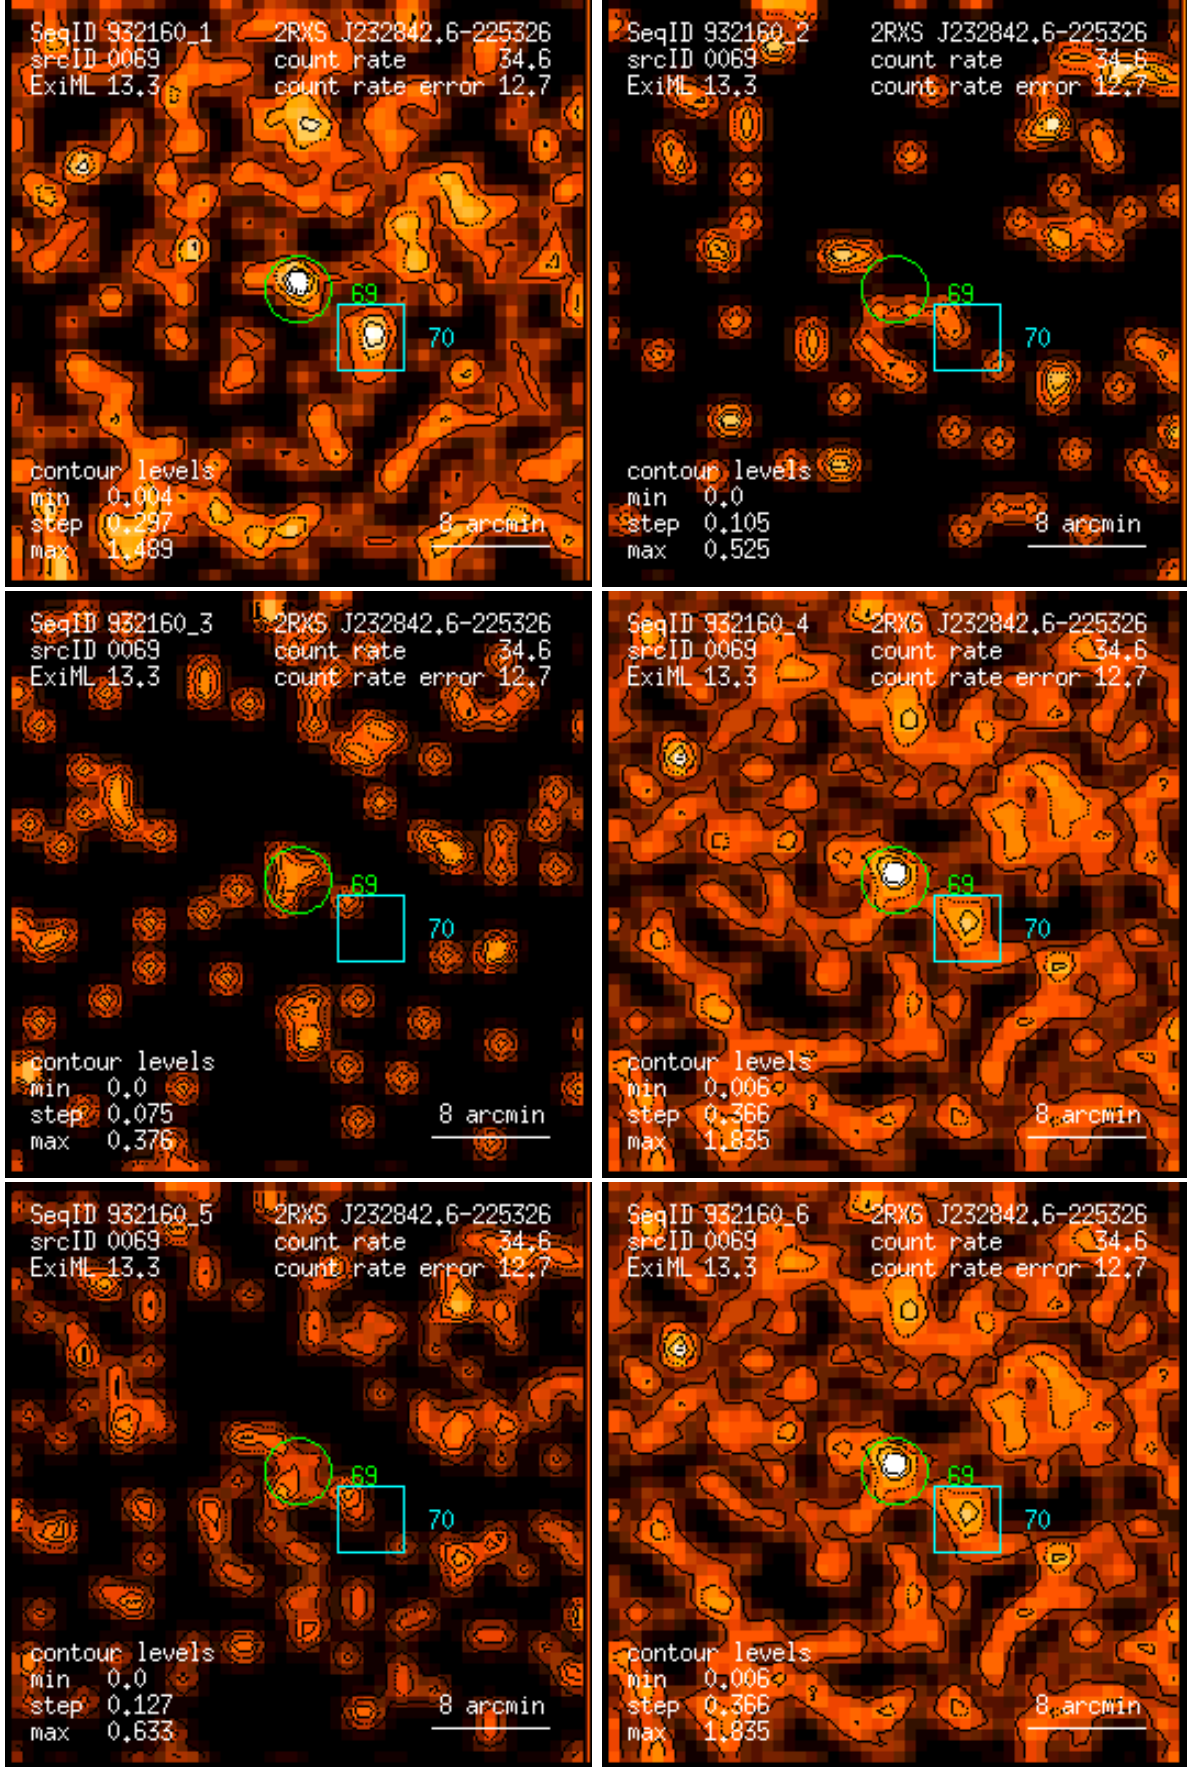 SeqID 932160_1 2RXS J232842.6-225326
srcID 0069 count rate 34.6
ExiML 13.3 count rate error 12.7
69
70
contour levels
min 0.004
step 0.297 8 arcmin
max 1.489
SeqID 932160_2 2RXS J232842.6-225326
srcID 0069 count rate 34.6
ExiML 13.3 count rate error 12.7
69
70
contour levels
min 0.0
step 0.105 8 arcmin
max 0.525
SeqID 932160_3 2RXS J232842.6-225326
srcID 0069 count rate 34.6
ExiML 13.3 count rate error 12.7
69
70
contour levels
min 0.0
step 0.075 8 arcmin
max 0.376
SeqID 932160_4 2RXS J232842.6-225326
srcID 0069 count rate 34.6
ExiML 13.3 count rate error 12.7
69
70
contour levels
min 0.006
step 0.366 8 arcmin
max 1.835
SeqID 932160_5 2RXS J232842.6-225326
srcID 0069 count rate 34.6
ExiML 13.3 count rate error 12.7
69
70
contour levels
min 0.0
step 0.127 8 arcmin
max 0.633
SeqID 932160_6 2RXS J232842.6-225326
srcID 0069 count rate 34.6
ExiML 13.3 count rate error 12.7
69
70
contour levels
min 0.006
step 0.366 8 arcmin
max 1.835